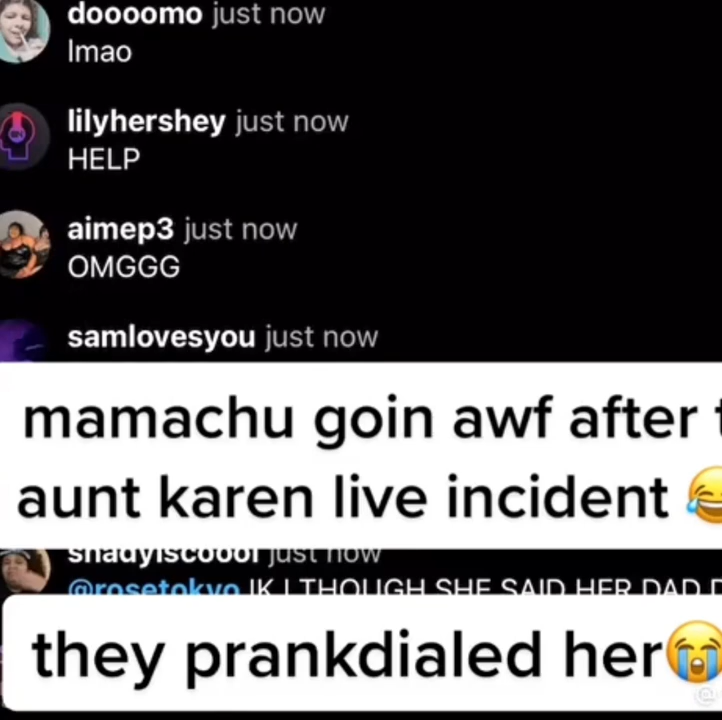 doooomo just now
lmao
lilyhershey just now
HELP
aimep3 just now
OMGGG
samlovesyou just now
mamachu goin awf after
aunt karen live incident 😂
shadyiscoool just now
@rosetokyo IK I THOUGH SHE SAID HER DAD
they prankdialed her😭